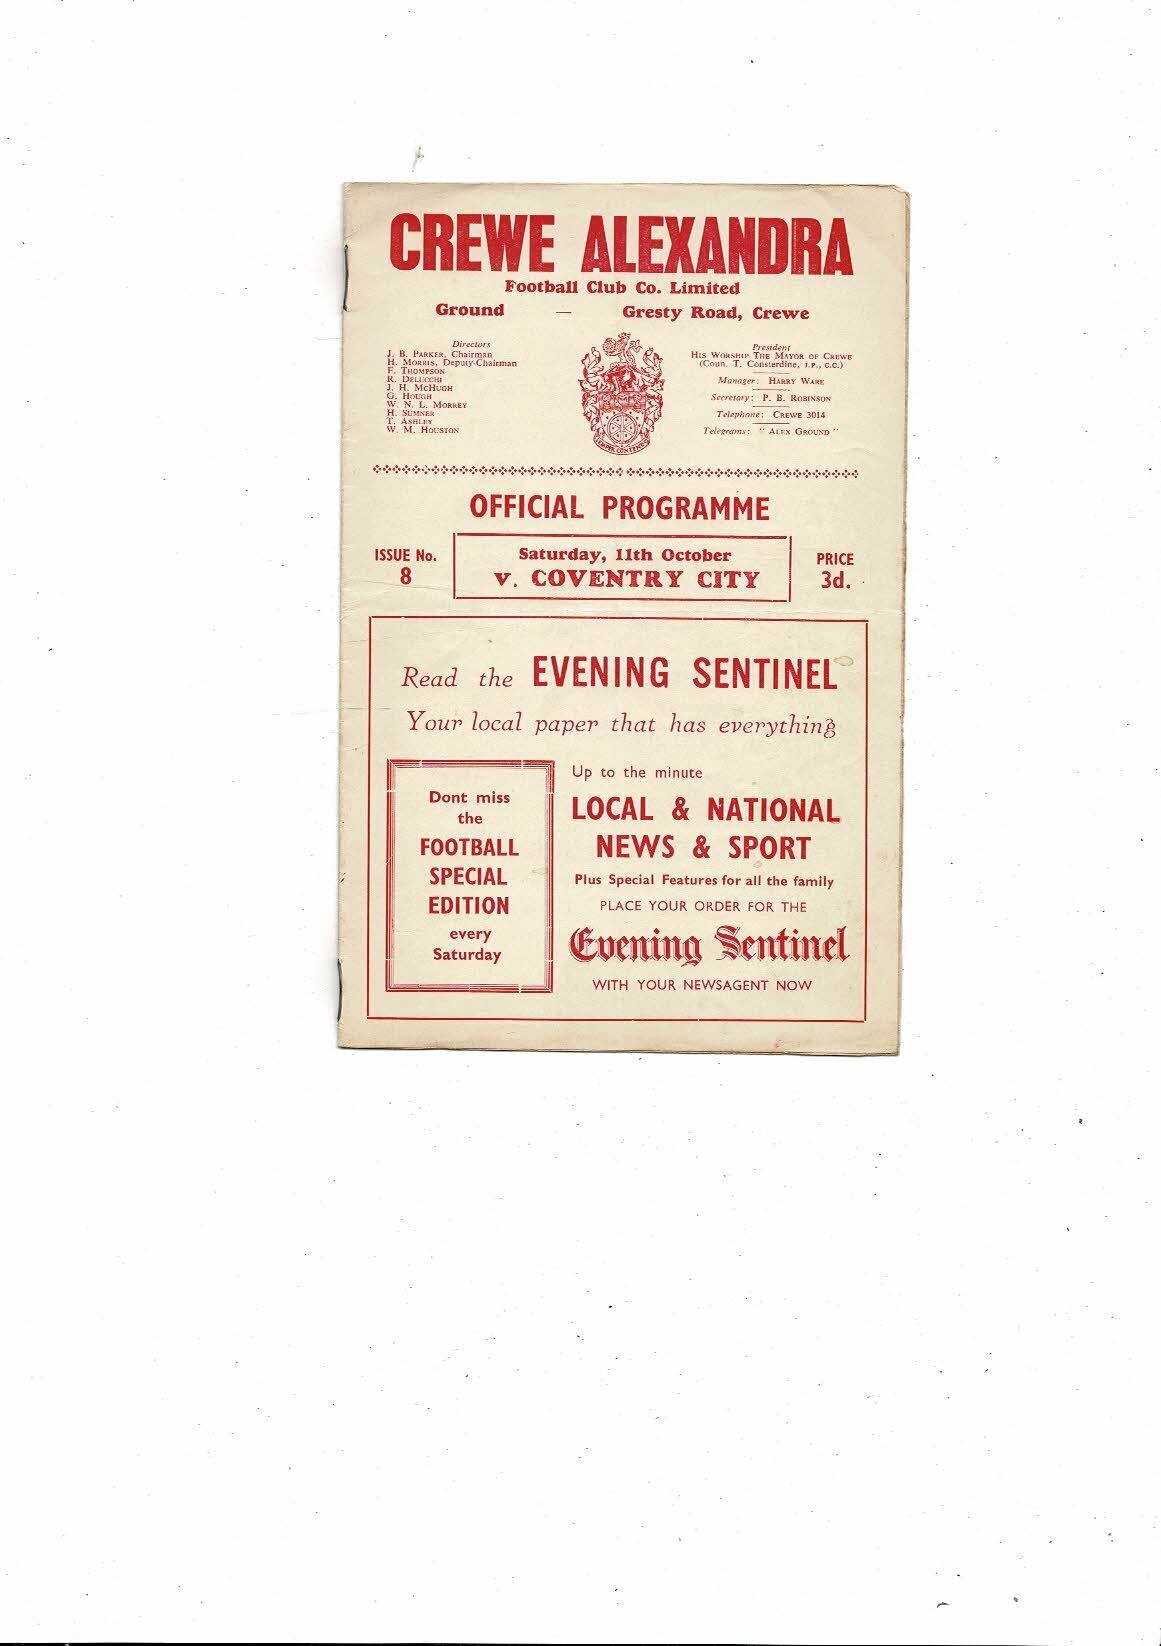 CREWE ALEXANDRA
Football Club Co. Limited
Ground — Gresty Road, Crewe
Directors
J. B. Parker, Chairman
H. Morris, Deputy-Chairman
F. Thompson
R. Delucchi
J. H. McHugh
G. Hough
W. N. L. Morrey
H. Sumner
T. Ashley
W. M. Houston
SEMPER CONTENDO
President
His Worship The Mayor of Crewe
(Coun. T. Consterdine, J.P., C.C.)
Manager: Harry Ware
Secretary: P. B. Robinson
Telephone: Crewe 3014
Telegrams: "Alex Ground"
OFFICIAL PROGRAMME
ISSUE No.
8
Saturday, 11th October
v. COVENTRY CITY
PRICE
3d.
Read the EVENING SENTINEL
Your local paper that has everything
Dont miss
the
FOOTBALL
SPECIAL
EDITION
every
Saturday
Up to the minute
LOCAL & NATIONAL
NEWS & SPORT
Plus Special Features for all the family
PLACE YOUR ORDER FOR THE
Evening Sentinel
WITH YOUR NEWSAGENT NOW